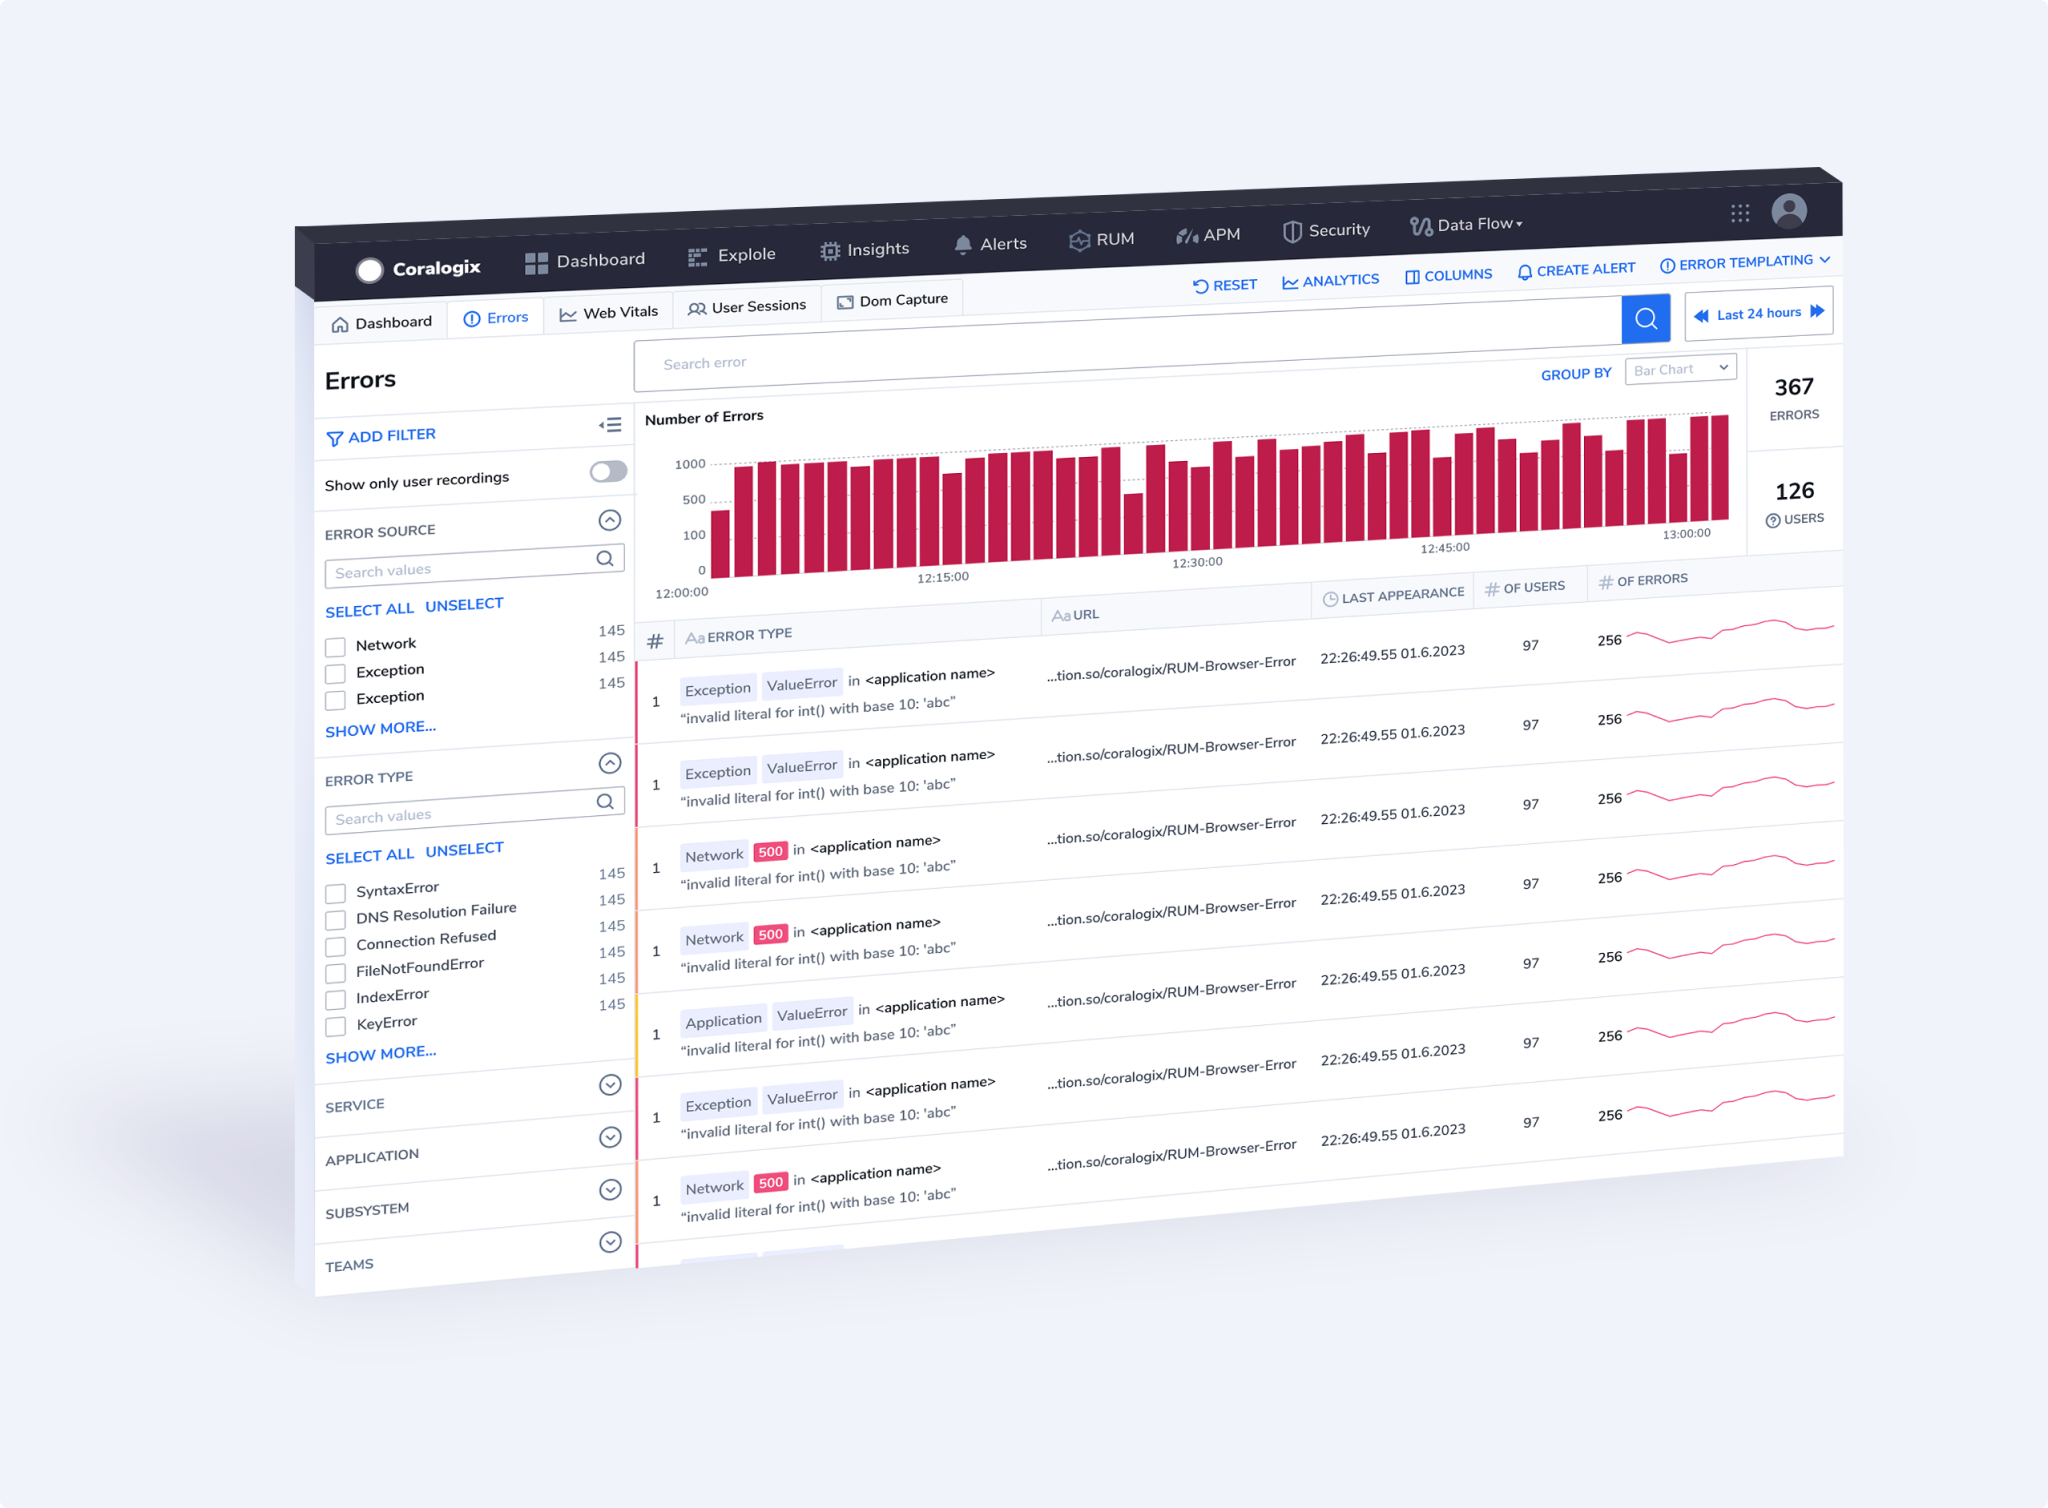 Coralogix
Dashboard
Explole
Insights
Alerts
RUM
APM
Security
Data Flow
Dashboard
Errors
Web Vitals
User Sessions
Dom Capture
RESET
ANALYTICS
COLUMNS
CREATE ALERT
ERROR TEMPLATING
Errors
Search error
Last 24 hours
ADD FILTER
Show only user recordings
ERROR SOURCE
Search values
SELECT ALL UNSELECT
Network 145
Exception 145
Exception 145
SHOW MORE...
ERROR TYPE
Search values
SELECT ALL UNSELECT
SyntaxError 145
DNS Resolution Failure 145
Connection Refused 145
FileNotFoundError 145
IndexError 145
KeyError 145
SHOW MORE...
SERVICE
APPLICATION
SUBSYSTEM
TEAMS
Number of Errors
GROUP BY Bar Chart
1000
500
100
0
12:00:00 12:15:00 12:30:00 12:45:00 13:00:00
367
ERRORS
126
USERS
# Aa ERROR TYPE Aa URL LAST APPEARANCE # OF USERS # OF ERRORS
1 Exception ValueError in <application name> ...tion.so/coralogix/RUM-Browser-Error 22:26:49.55 01.6.2023 97 256
“invalid literal for int() with base 10: 'abc”
1 Exception ValueError in <application name> ...tion.so/coralogix/RUM-Browser-Error 22:26:49.55 01.6.2023 97 256
“invalid literal for int() with base 10: 'abc”
1 Network 500 in <application name> ...tion.so/coralogix/RUM-Browser-Error 22:26:49.55 01.6.2023 97 256
“invalid literal for int() with base 10: 'abc”
1 Network 500 in <application name> ...tion.so/coralogix/RUM-Browser-Error 22:26:49.55 01.6.2023 97 256
“invalid literal for int() with base 10: 'abc”
1 Application ValueError in <application name> ...tion.so/coralogix/RUM-Browser-Error 22:26:49.55 01.6.2023 97 256
“invalid literal for int() with base 10: 'abc”
1 Exception ValueError in <application name> ...tion.so/coralogix/RUM-Browser-Error 22:26:49.55 01.6.2023 97 256
“invalid literal for int() with base 10: 'abc”
1 Network 500 in <application name> ...tion.so/coralogix/RUM-Browser-Error 22:26:49.55 01.6.2023 97 256
“invalid literal for int() with base 10: 'abc”